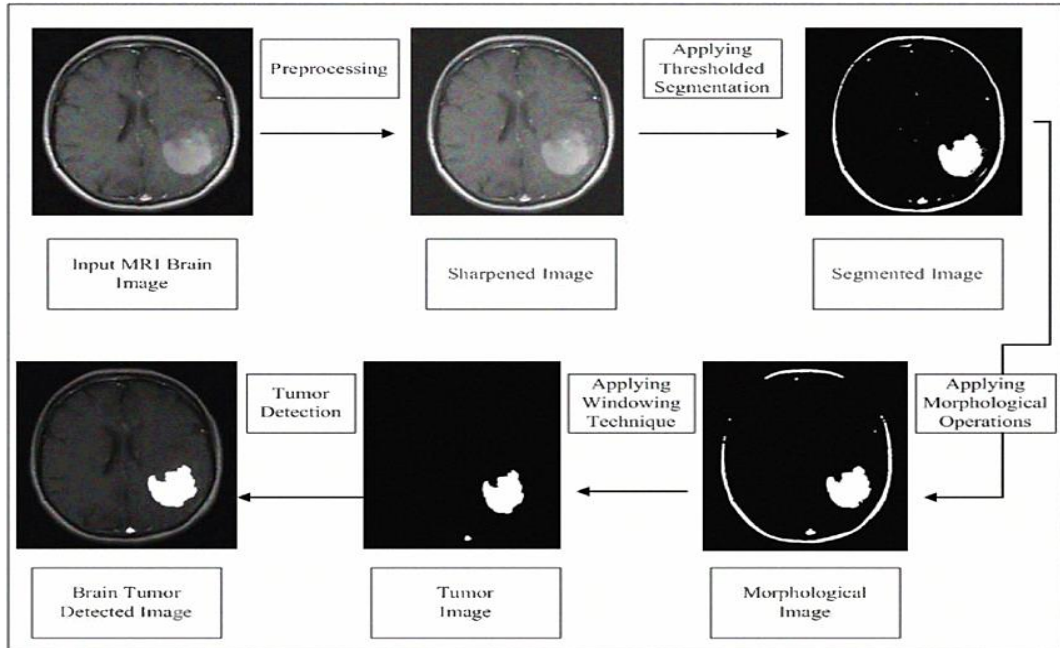 Preprocessing
Applying
Thresholded
Segmentation
Input MRI Brain
Image
Sharpened Image
Segmented Image
Tumor
Detection
Applying
Windowing
Technique
Applying
Morphological
Operations
Brain Tumor
Detected Image
Tumor
Image
Morphological
Image